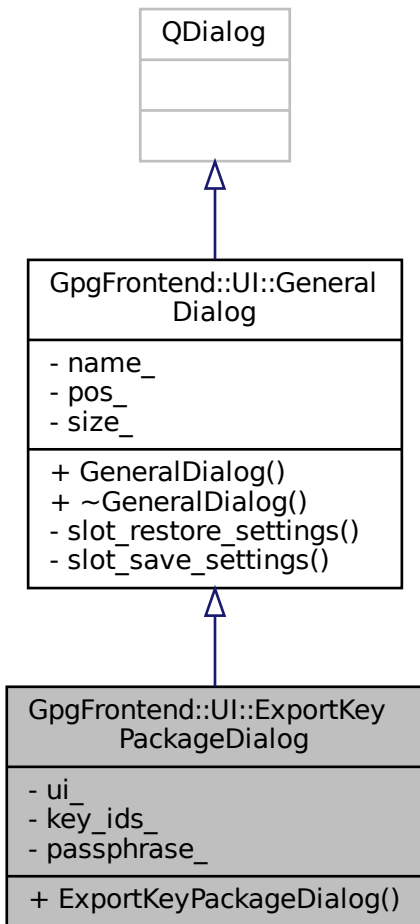 QDialog
GpgFrontend::UI::General
Dialog
- name_
- pos_
- size_
+ GeneralDialog()
+ ~GeneralDialog()
- slot_restore_settings()
- slot_save_settings()
GpgFrontend::UI::ExportKey
PackageDialog
- ui_
- key_ids_
- passphrase_
+ ExportKeyPackageDialog()